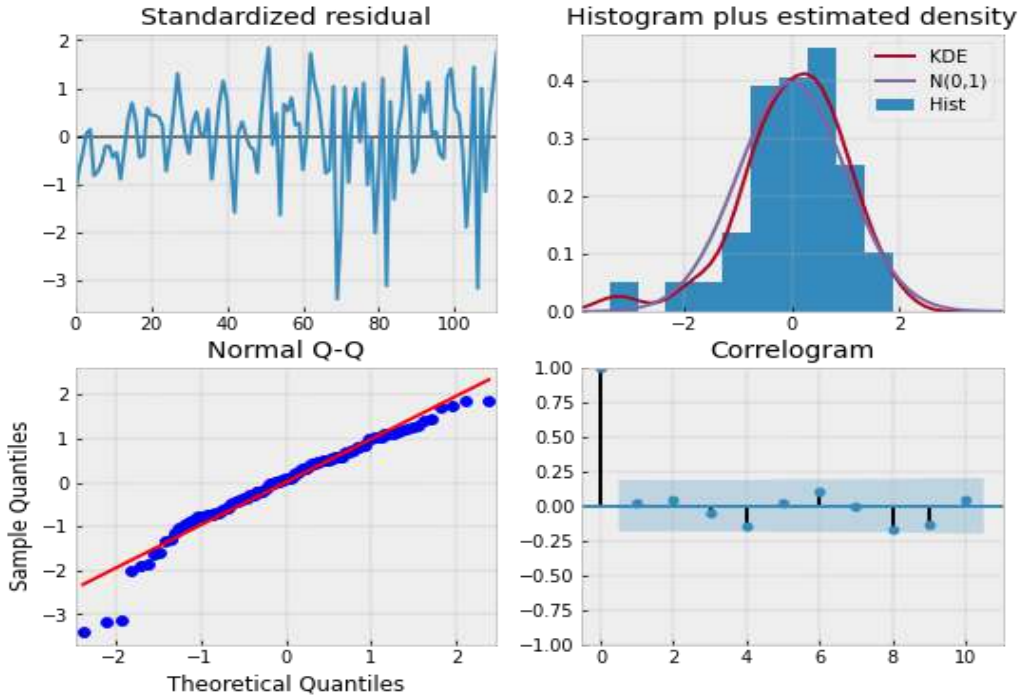 Standardized residual
2
1
0
−1
−2
−3
0 20 40 60 80 100
Histogram plus estimated density
KDE
N(0,1)
Hist
0.4
0.3
0.2
0.1
0.0
−2 0 2
Normal Q-Q
Sample Quantiles
2
1
0
−1
−2
−3
−2 −1 0 1 2
Theoretical Quantiles
Correlogram
1.00
0.75
0.50
0.25
0.00
−0.25
−0.50
−0.75
−1.00
0 2 4 6 8 10